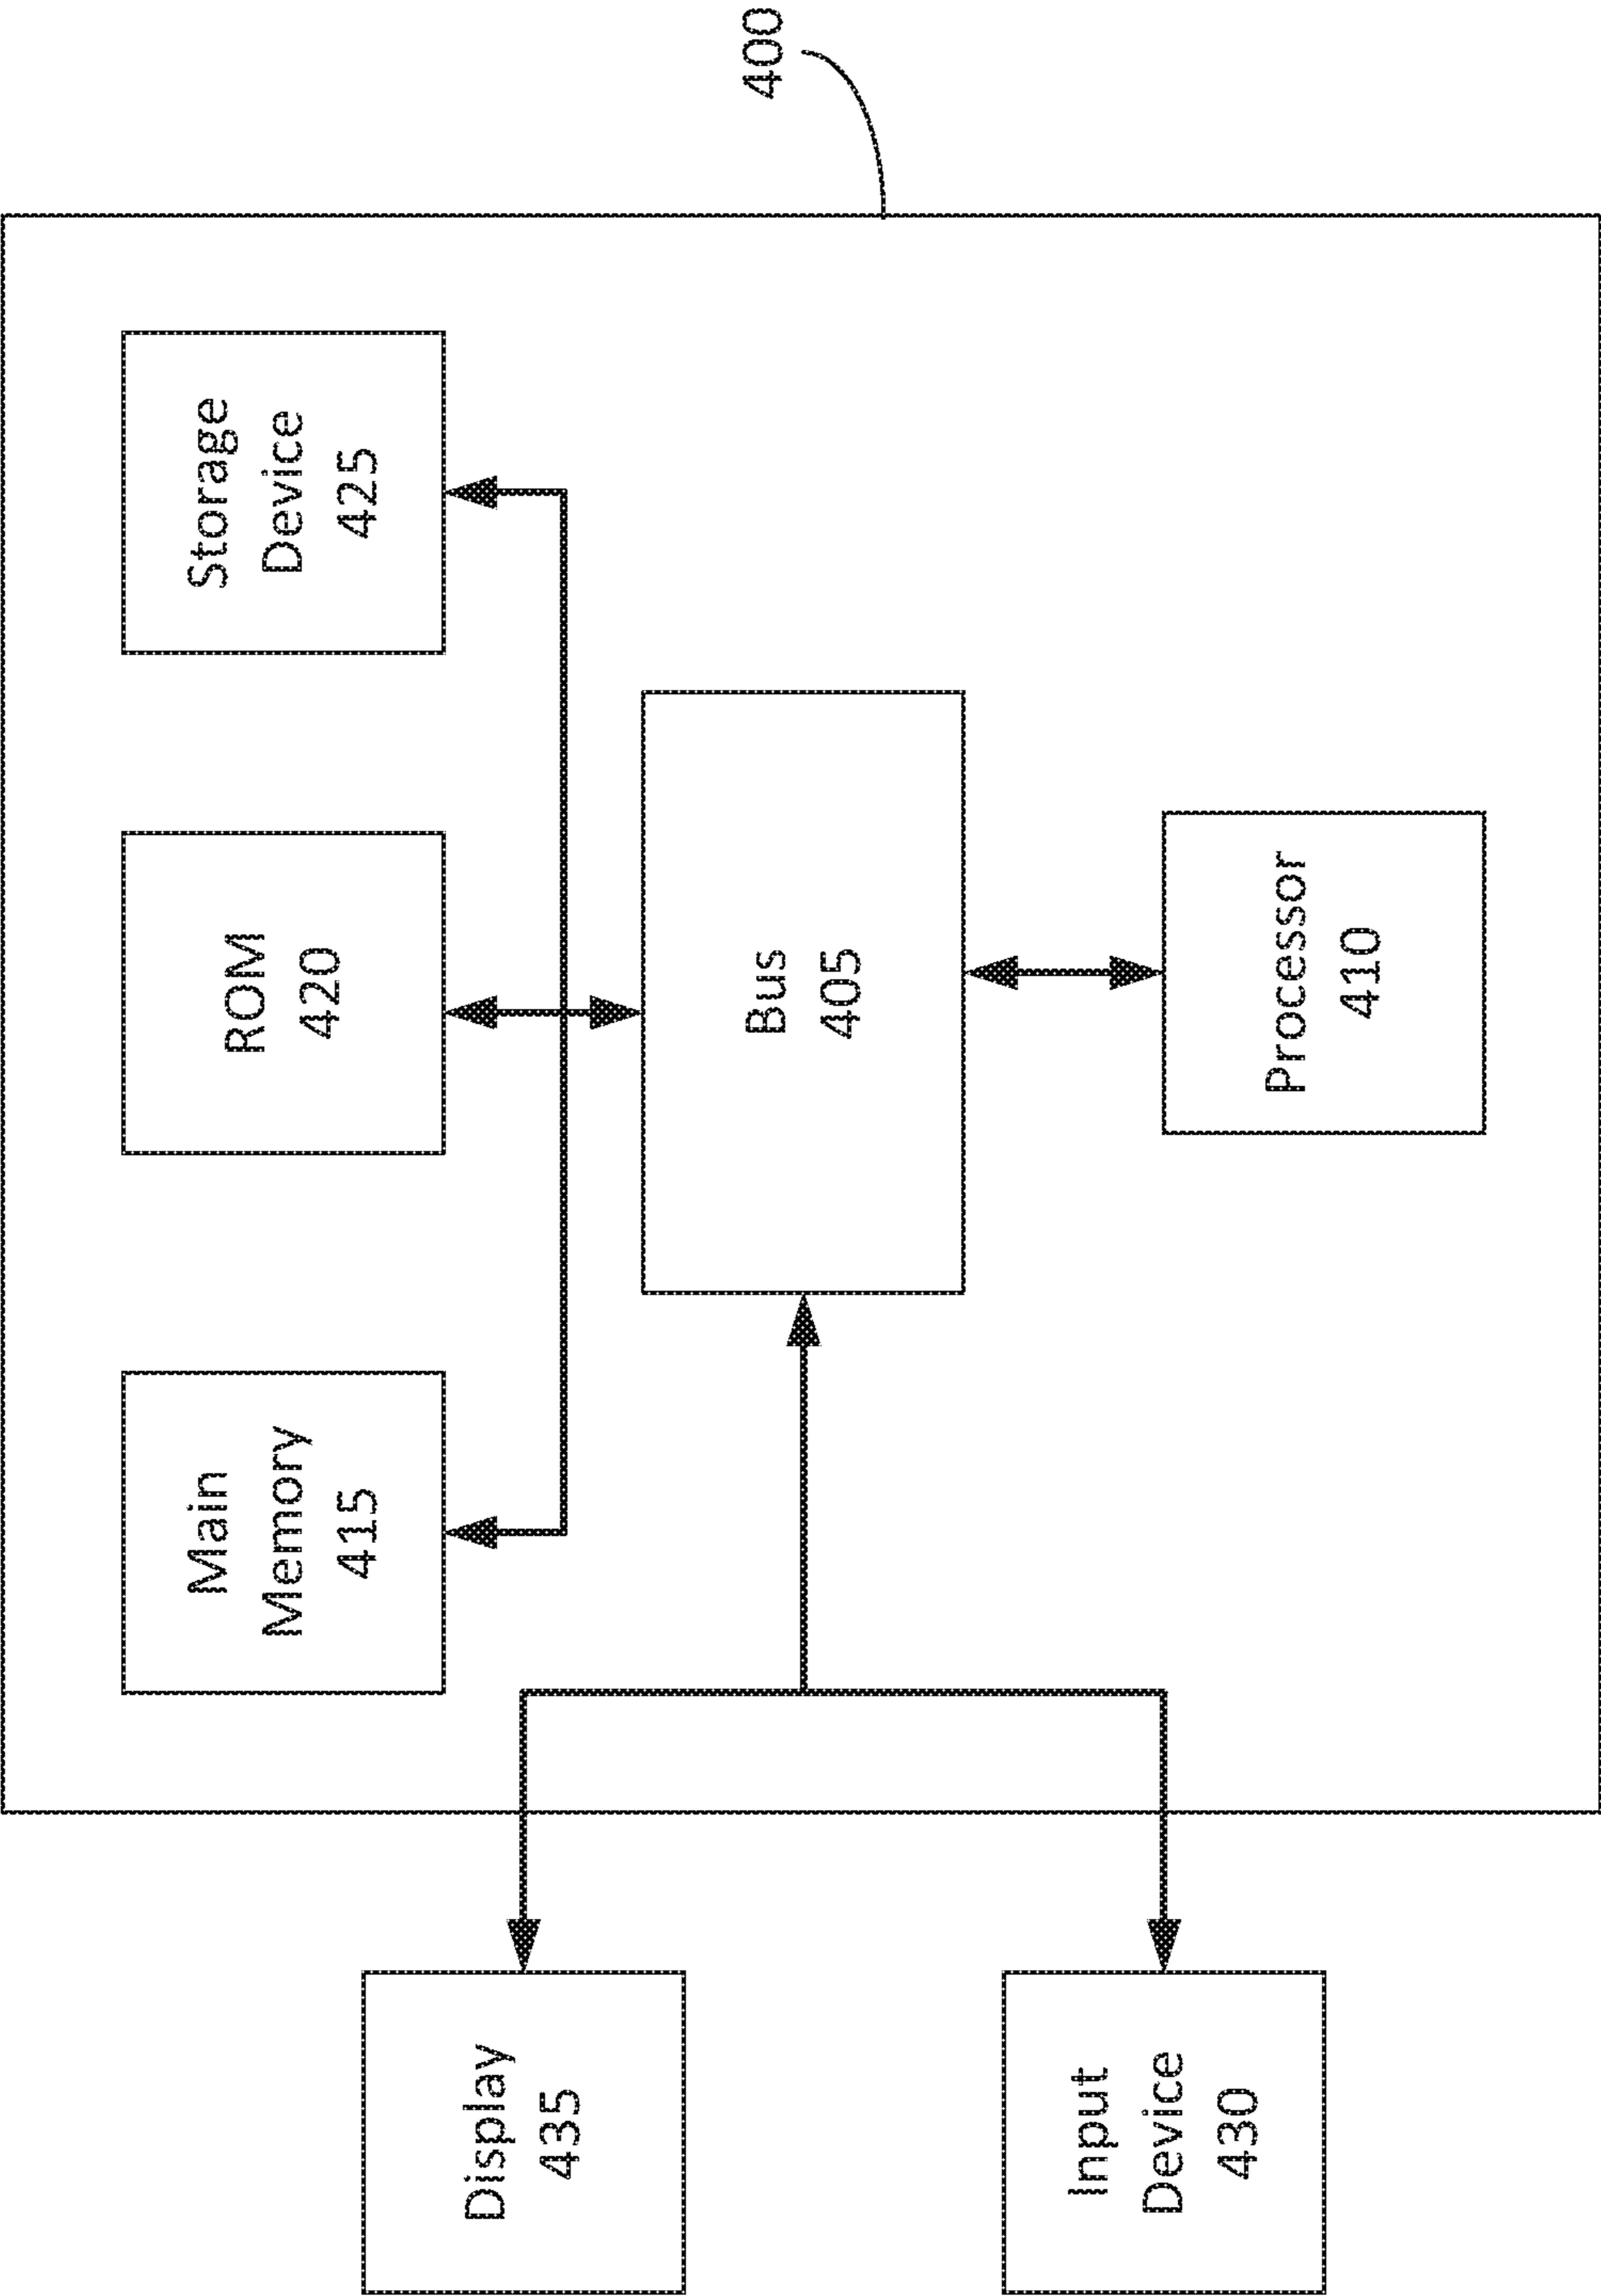 400
Main
Memory
415
ROM
420
Storage
Device
425
Display
435
Bus
405
Input
Device
430
Processor
410